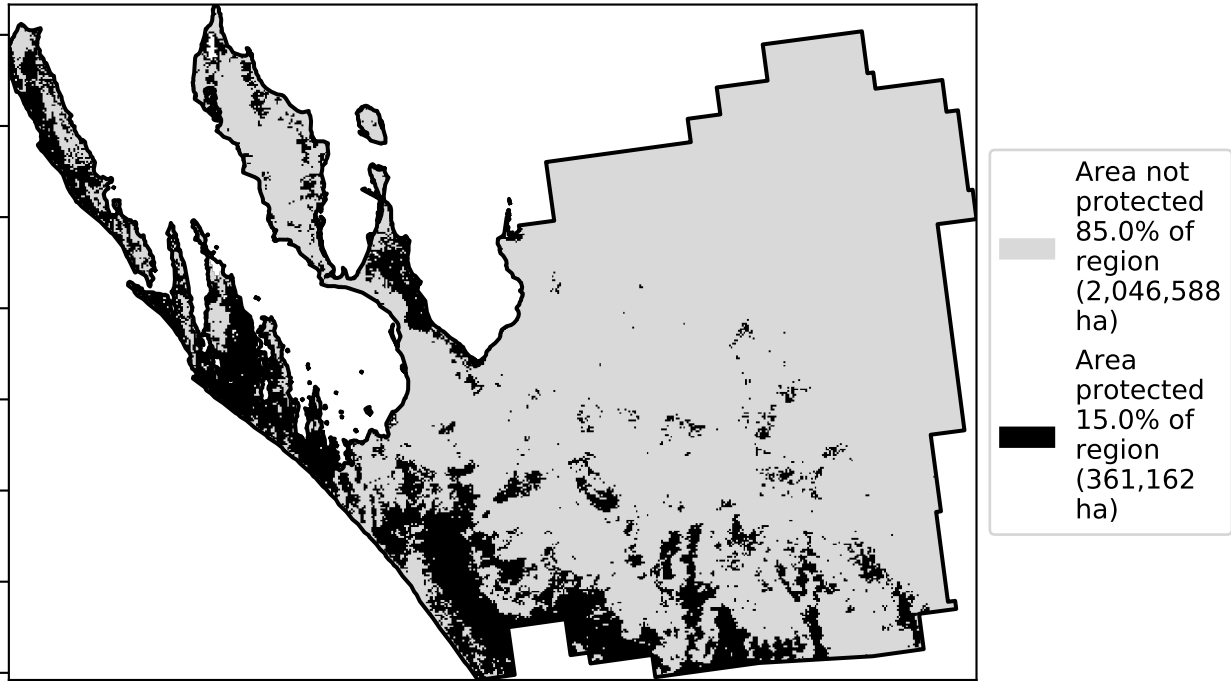 Area not
protected
85.0% of
region
(2,046,588
ha)
Area
protected
15.0% of
region
(361,162
ha)